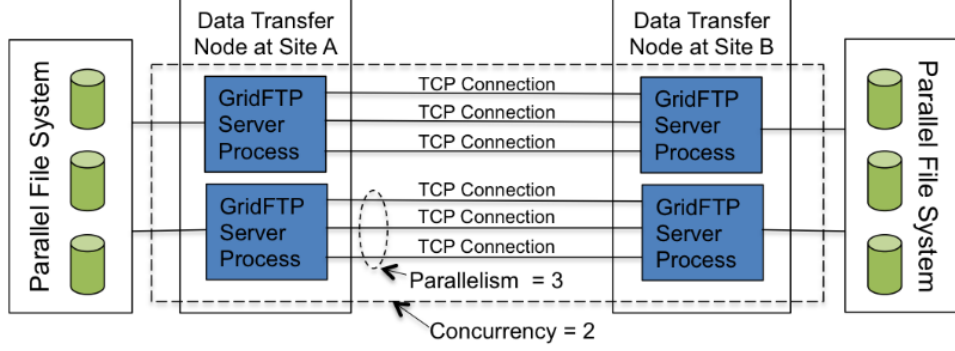 Data Transfer
Node at Site A
Data Transfer
Node at Site B
Parallel File System
GridFTP
Server
Process
TCP Connection
TCP Connection
TCP Connection
GridFTP
Server
Process
Parallel File System
GridFTP
Server
Process
TCP Connection
TCP Connection
TCP Connection
GridFTP
Server
Process
Parallelism = 3
Concurrency = 2